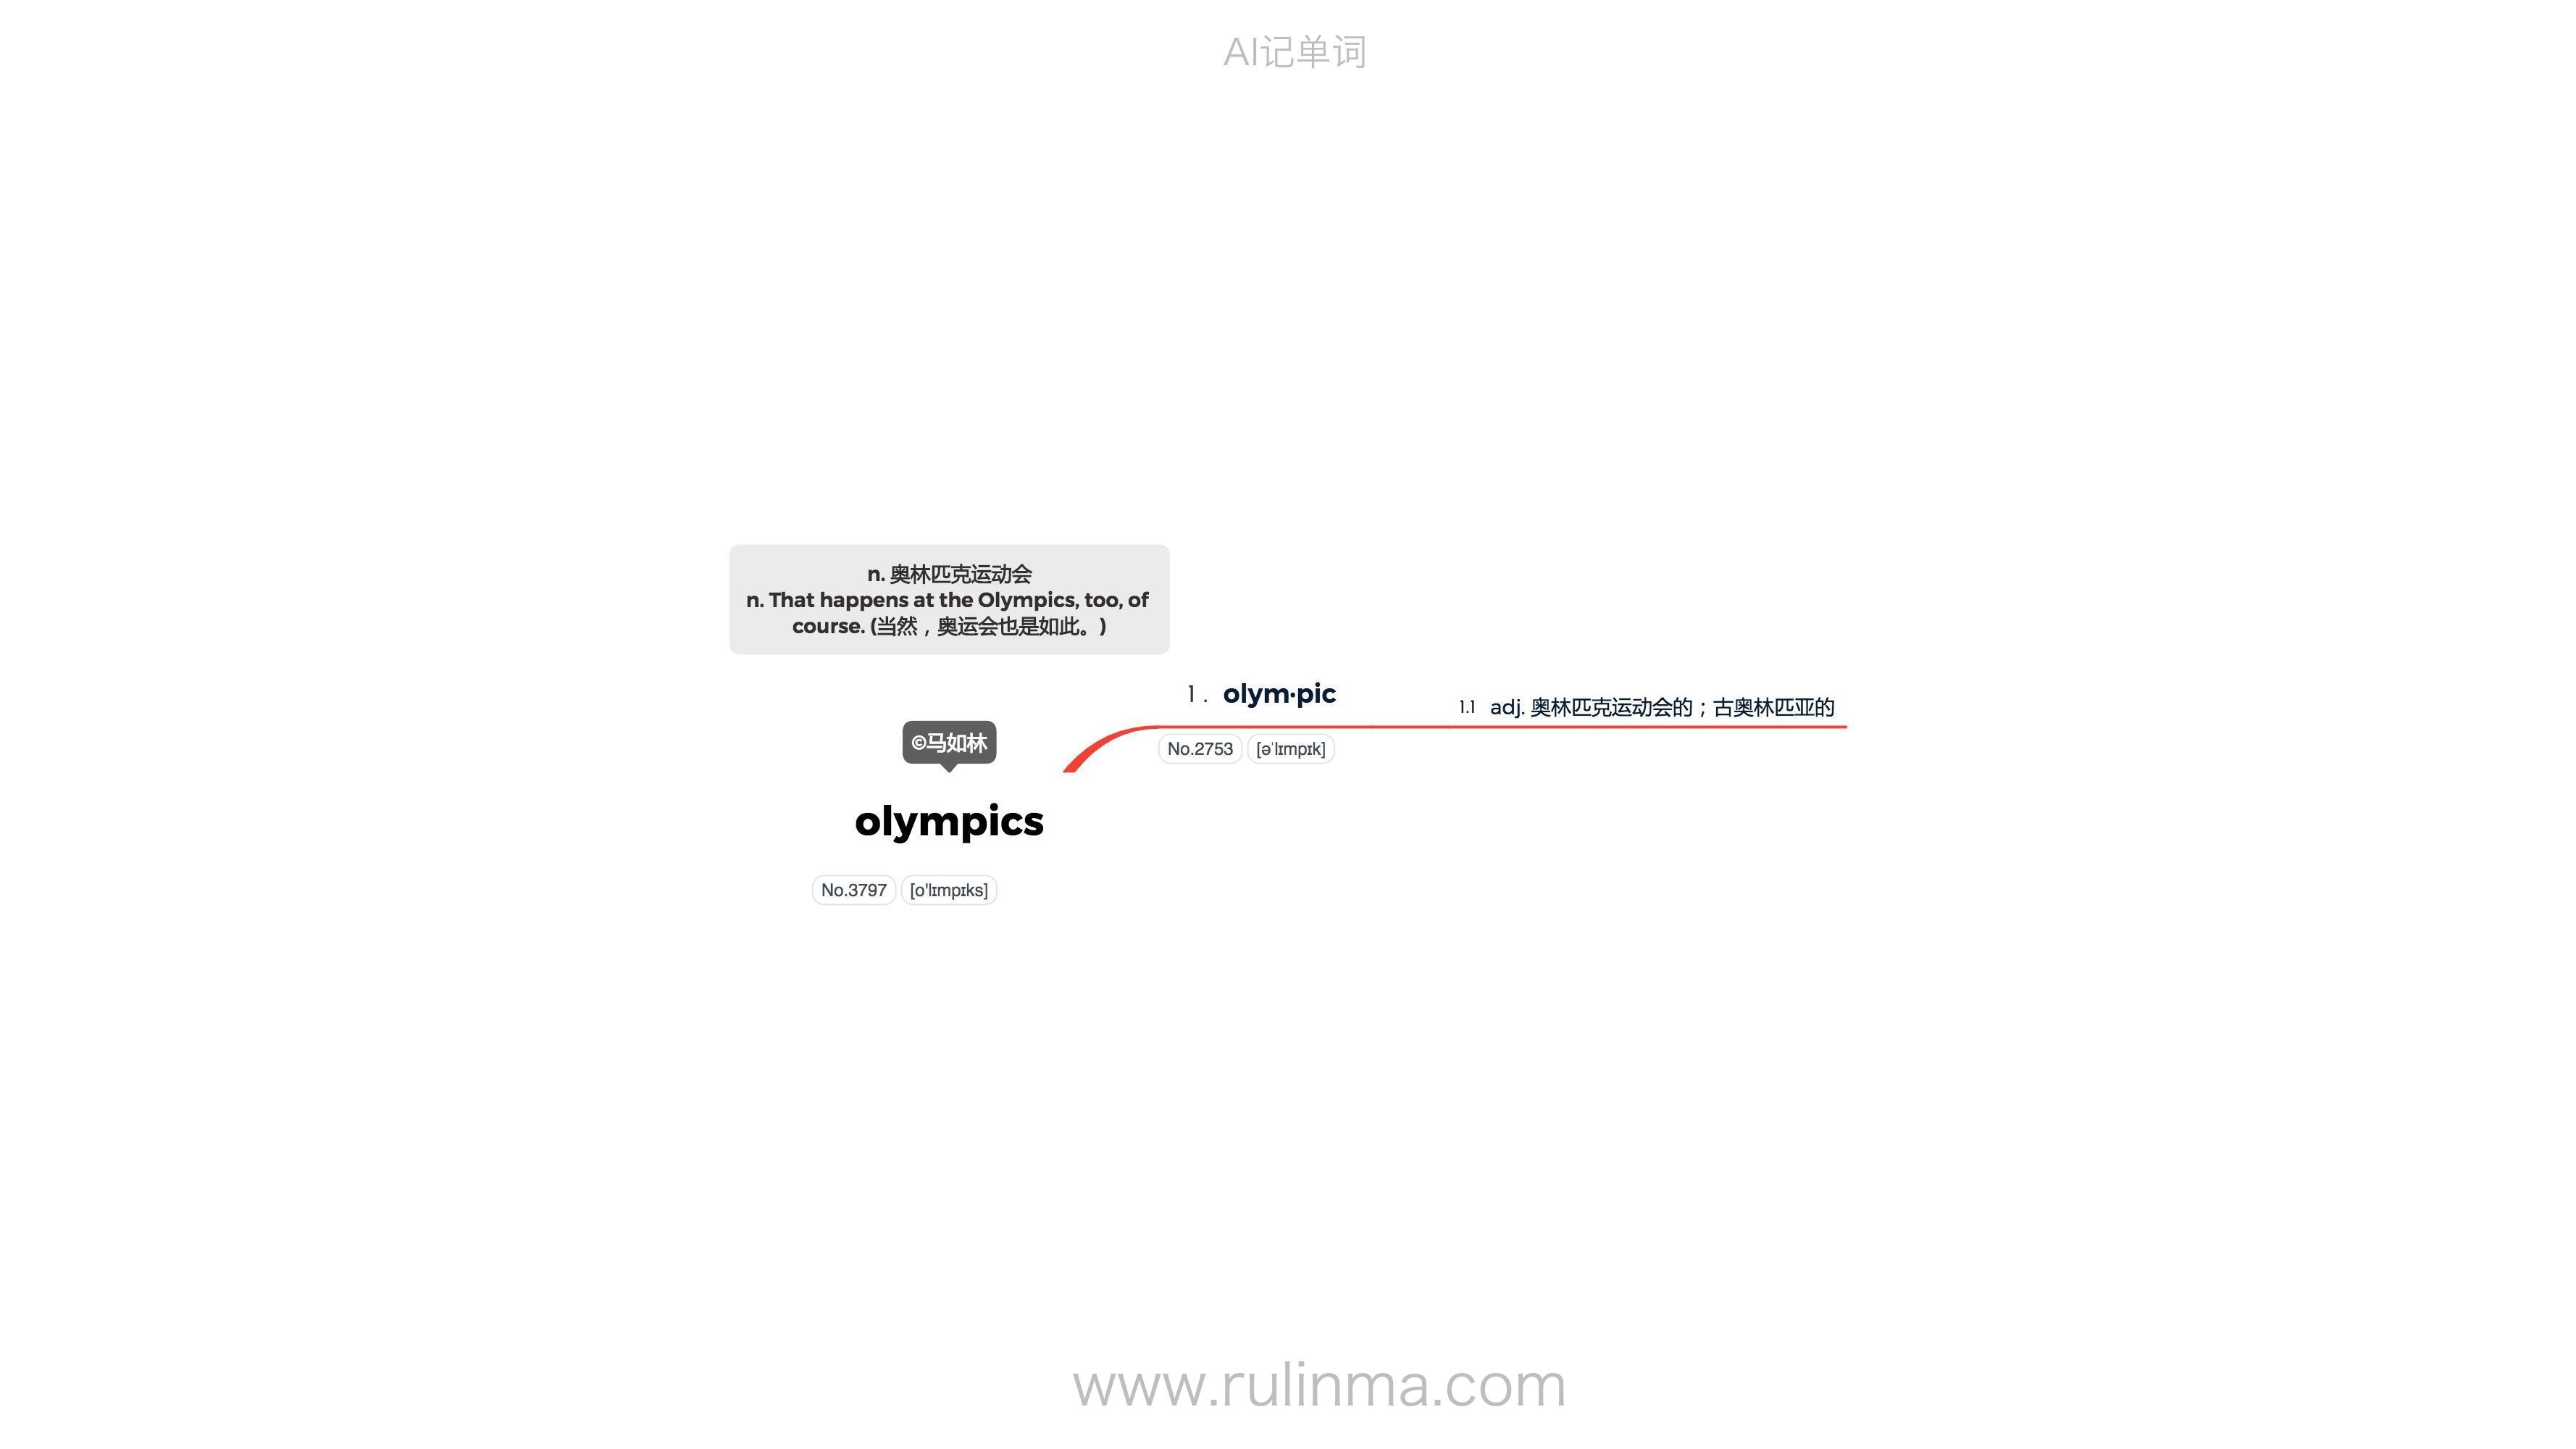 AI记单词
n. 奥林匹克运动会
n. That happens at the Olympics, too, of
course. (当然，奥运会也是如此。)
1. olym·pic
1.1 adj. 奥林匹克运动会的；古奥林匹亚的
No.2753 [əˈlɪmpɪk]
©马如林
olympics
No.3797 [o'lɪmpɪks]
www.rulinma.com